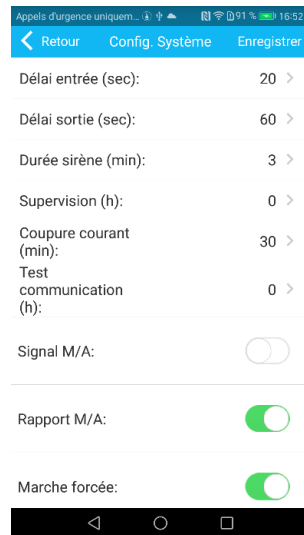 Appels d'urgence uniquem... 91 % 16:52
Retour Config. Système Enregistrer
Délai entrée (sec): 20
Délai sortie (sec): 60
Durée sirène (min): 3
Supervision (h): 0
Coupure courant
(min): 30
Test
communication
(h): 0
Signal M/A:
Rapport M/A:
Marche forcée: